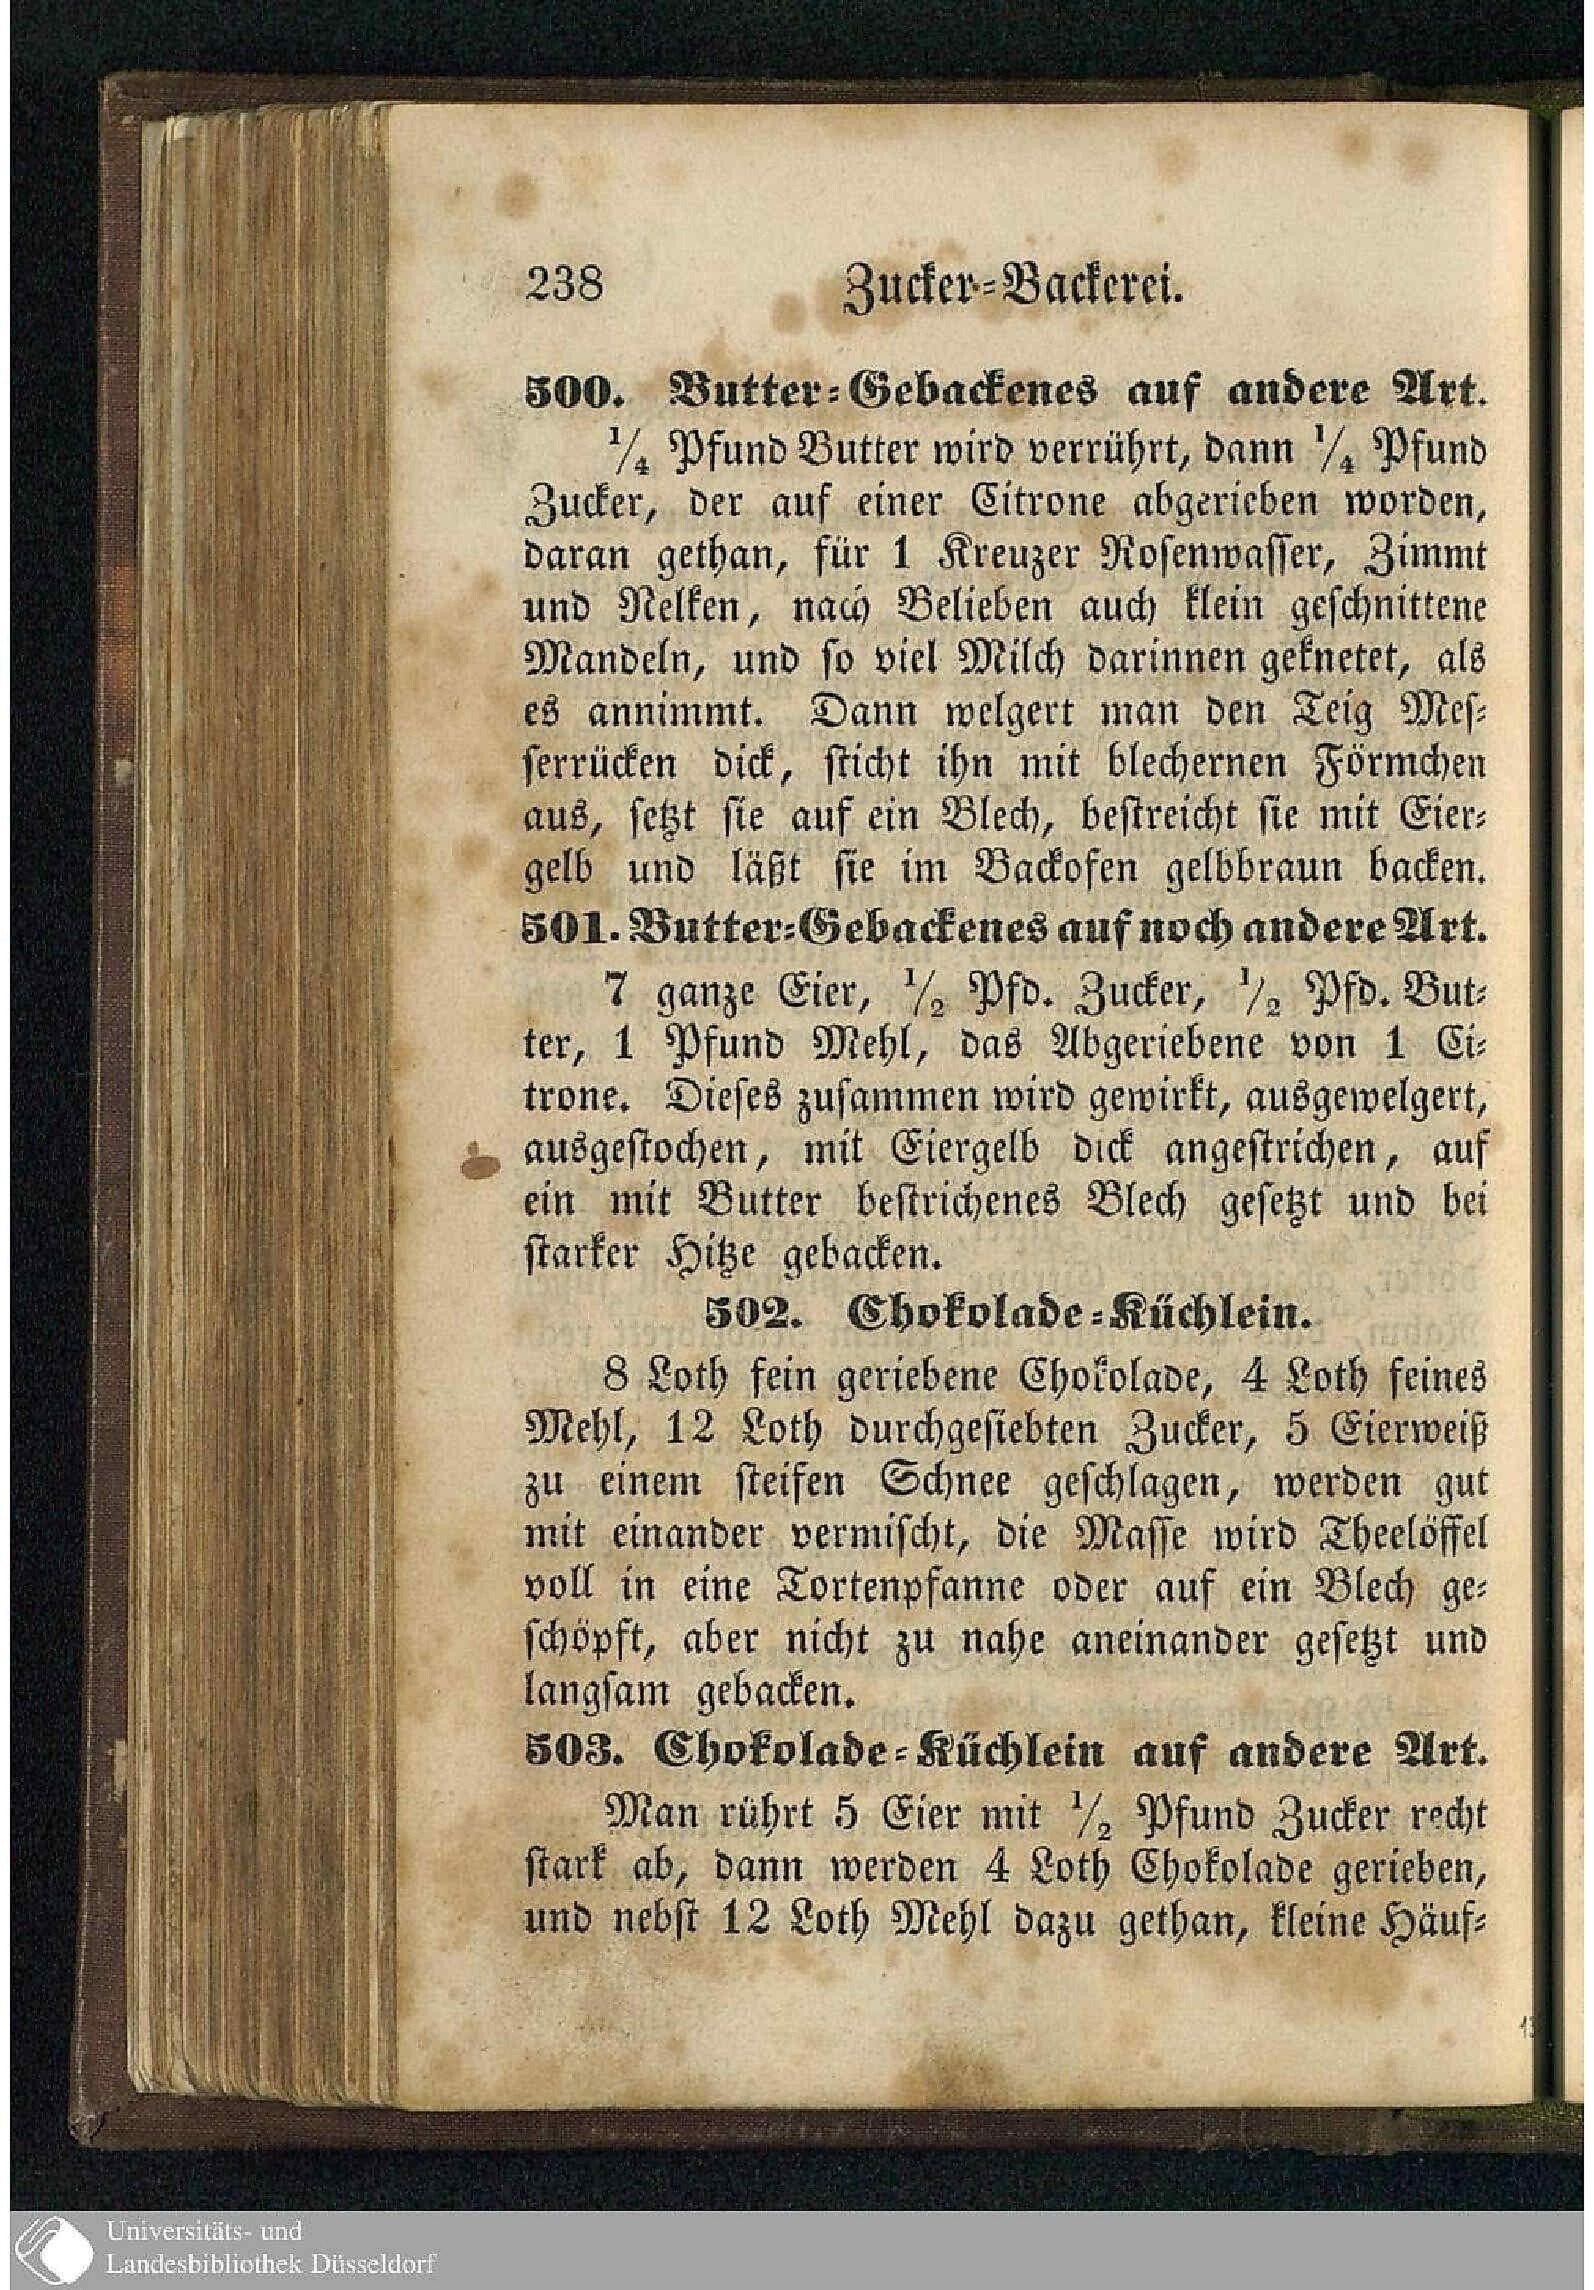 238
Zucker-Backerei.
500. Butter-Gebackenes auf andere Art.
1/4 Pfund Butter wird verrührt, dann 1/4 Pfund
Zucker, der auf einer Citrone abgerieben worden,
daran gethan, für 1 Kreuzer Rosenwasser, Zimmt
und Nelken, nach Belieben auch klein geschnittene
Mandeln, und so viel Milch darinnen geknetet, als
es annimmt. Dann welgert man den Teig Mes-
serrücken dick, sticht ihn mit blechernen Förmchen
aus, setzt sie auf ein Blech, bestreicht sie mit Eier-
gelb und läßt sie im Backofen gelbbraun backen.
501. Butter-Gebackenes auf noch andere Art.
7 ganze Eier, 1/2 Pfd. Zucker, 1/2 Pfd. But-
ter, 1 Pfund Mehl, das Abgeriebene von 1 Ci-
trone. Dieses zusammen wird gewirkt, ausgewelgert,
ausgestochen, mit Eiergelb dick angestrichen, auf
ein mit Butter bestrichenes Blech gesetzt und bei
starker Hitze gebacken.
502. Chokolade-Küchlein.
8 Loth fein geriebene Chokolade, 4 Loth feines
Mehl, 12 Loth durchgesiebten Zucker, 5 Eierweiß
zu einem steifen Schnee geschlagen, werden gut
mit einander vermischt, die Masse wird Theelöffel
voll in eine Tortenpfanne oder auf ein Blech ge-
schöpft, aber nicht zu nahe aneinander gesetzt und
langsam gebacken.
503. Chokolade-Küchlein auf andere Art.
Man rührt 5 Eier mit 1/2 Pfund Zucker recht
stark ab, dann werden 4 Loth Chokolade gerieben,
und nebst 12 Loth Mehl dazu gethan, kleine Häuf-
Universitäts- und
Landesbibliothek Düsseldorf